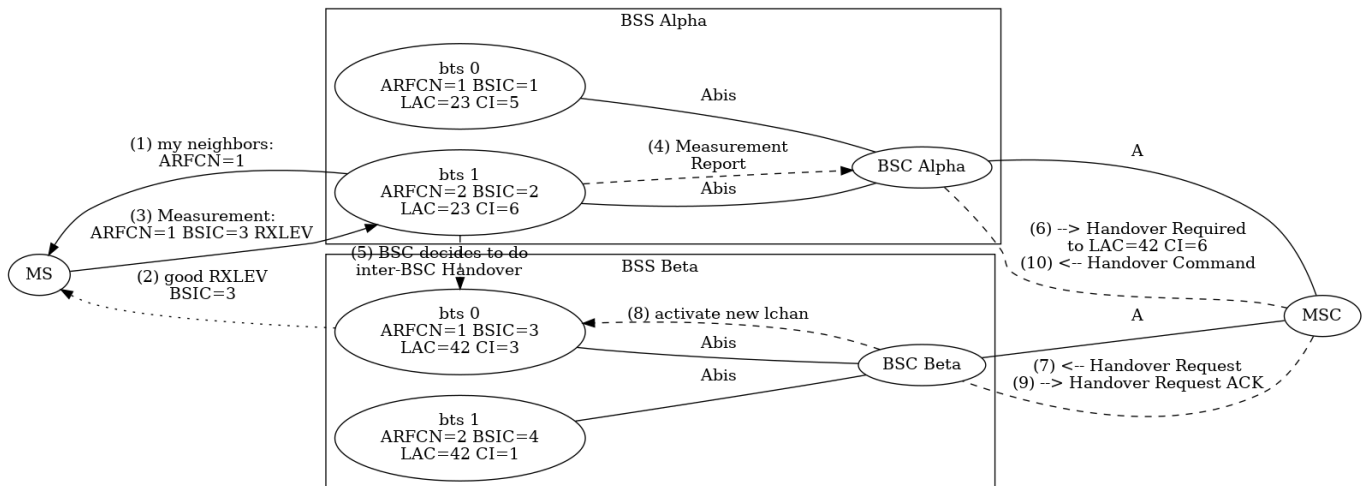 BSS Alpha
bts 0
ARFCN=1 BSIC=1
LAC=23 CI=5
Abis
(1) my neighbors:
ARFCN=1
(4) Measurement
Report
A
BSC Alpha
bts 1
ARFCN=2 BSIC=2
LAC=23 CI=6
Abis
(3) Measurement:
ARFCN=1 BSIC=3 RXLEV
(6) --> Handover Required
to LAC=42 CI=6
(10) <-- Handover Command
(5) BSC decides to do
inter-BSC Handover
MS
(2) good RXLEV
BSIC=3
BSS Beta
bts 0
ARFCN=1 BSIC=3
LAC=42 CI=3
(8) activate new lchan
A
MSC
Abis
BSC Beta
(7) <-- Handover Request
(9) --> Handover Request ACK
Abis
bts 1
ARFCN=2 BSIC=4
LAC=42 CI=1